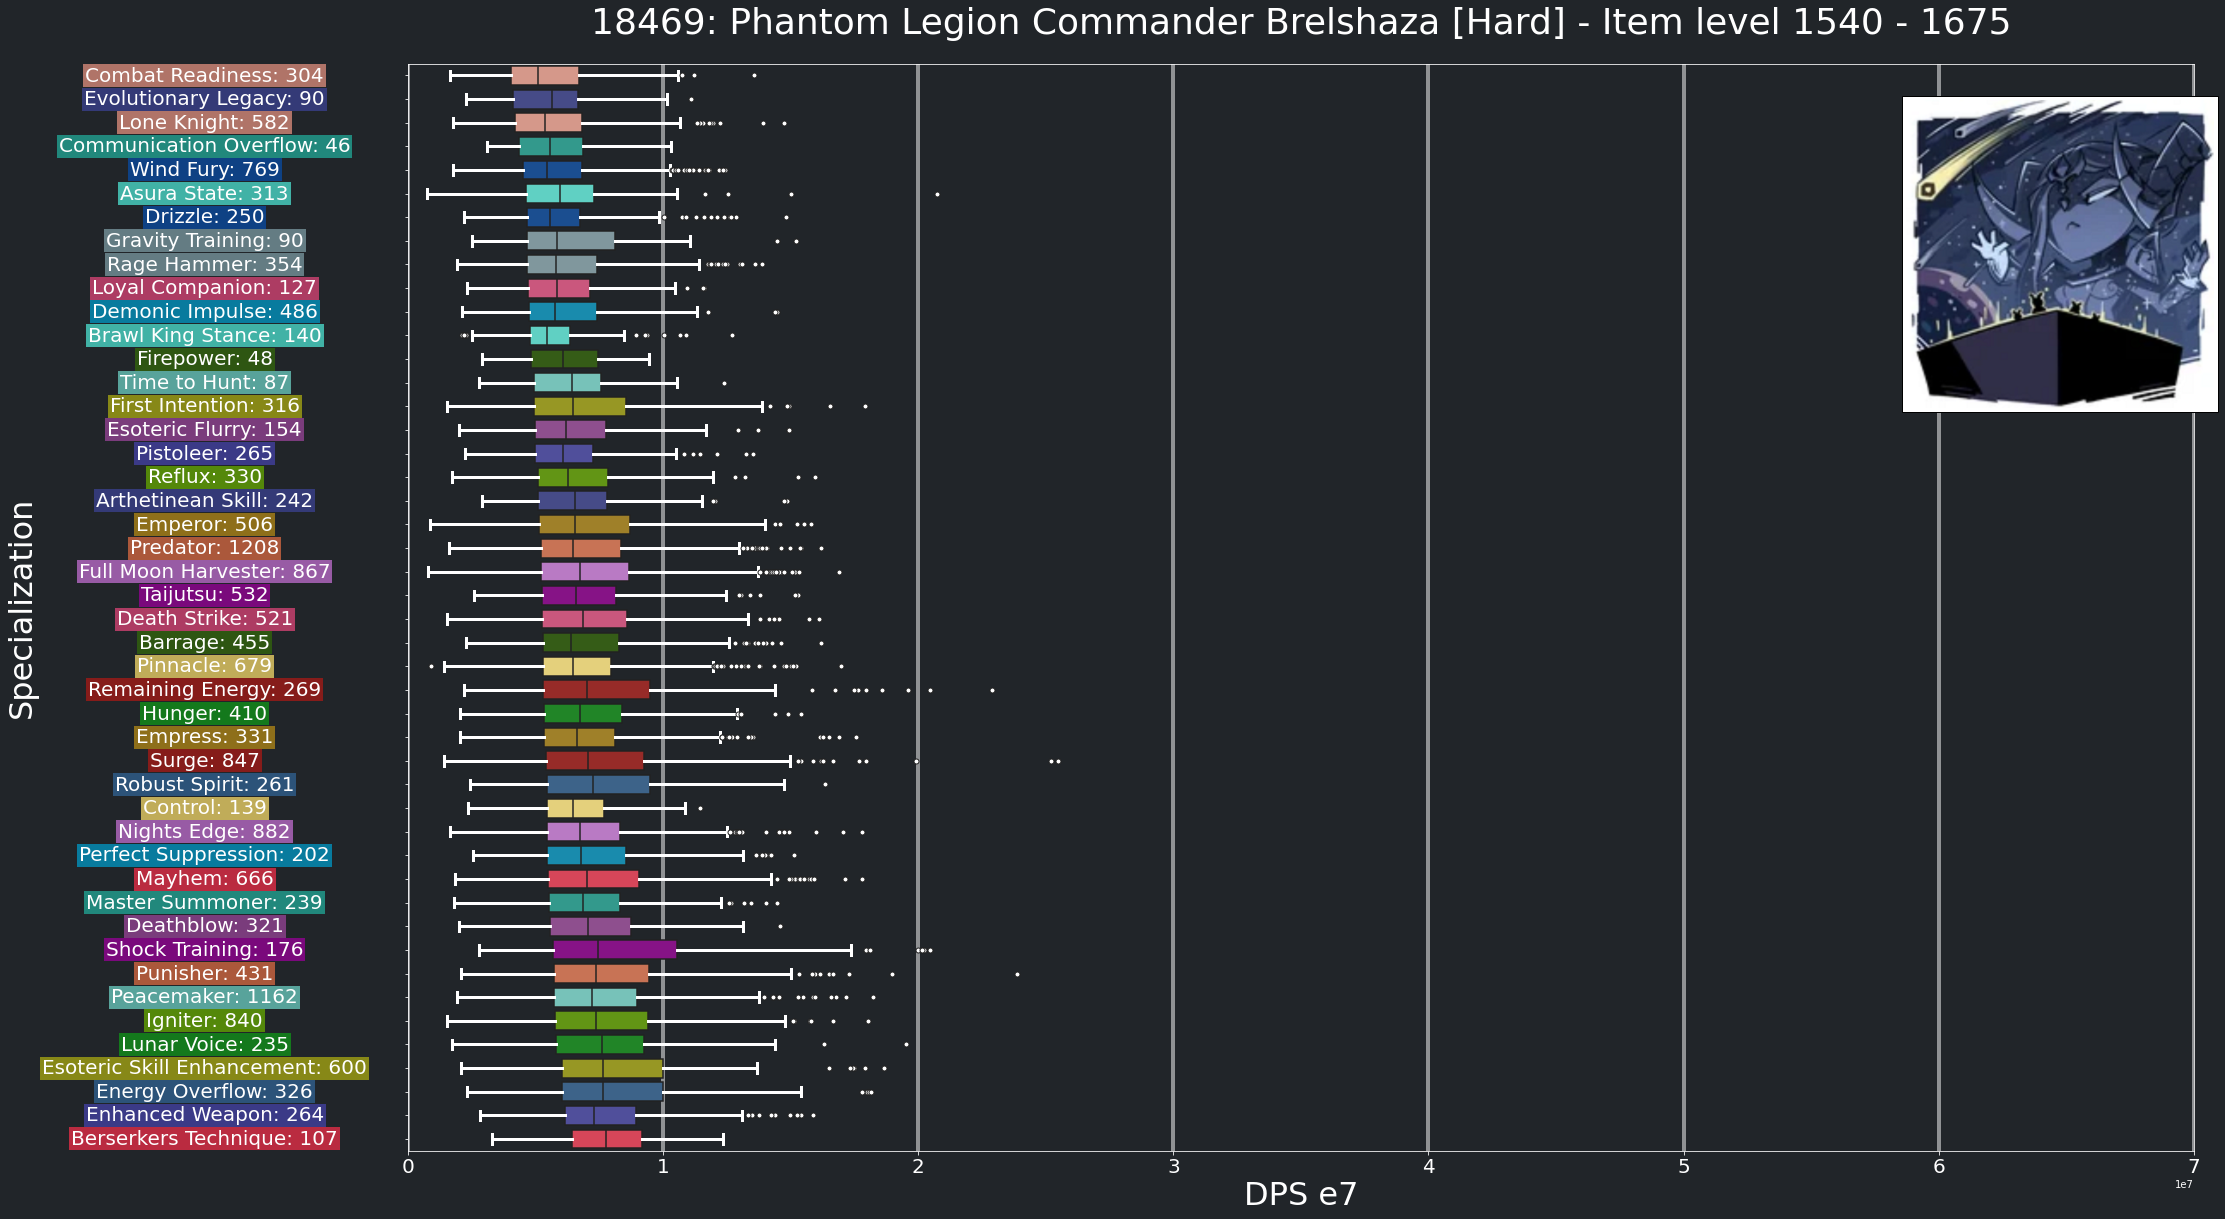 18469: Phantom Legion Commander Brelshaza [Hard] - Item level 1540 - 1675
Specialization
Combat Readiness: 304
Evolutionary Legacy: 90
Lone Knight: 582
Communication Overflow: 46
Wind Fury: 769
Asura State: 313
Drizzle: 250
Gravity Training: 90
Rage Hammer: 354
Loyal Companion: 127
Demonic Impulse: 486
Brawl King Stance: 140
Firepower: 48
Time to Hunt: 87
First Intention: 316
Esoteric Flurry: 154
Pistoleer: 265
Reflux: 330
Arthetinean Skill: 242
Emperor: 506
Predator: 1208
Full Moon Harvester: 867
Taijutsu: 532
Death Strike: 521
Barrage: 455
Pinnacle: 679
Remaining Energy: 269
Hunger: 410
Empress: 331
Surge: 847
Robust Spirit: 261
Control: 139
Nights Edge: 882
Perfect Suppression: 202
Mayhem: 666
Master Summoner: 239
Deathblow: 321
Shock Training: 176
Punisher: 431
Peacemaker: 1162
Igniter: 840
Lunar Voice: 235
Esoteric Skill Enhancement: 600
Energy Overflow: 326
Enhanced Weapon: 264
Berserkers Technique: 107
0 1 2 3 4 5 6 7
1e7
DPS e7